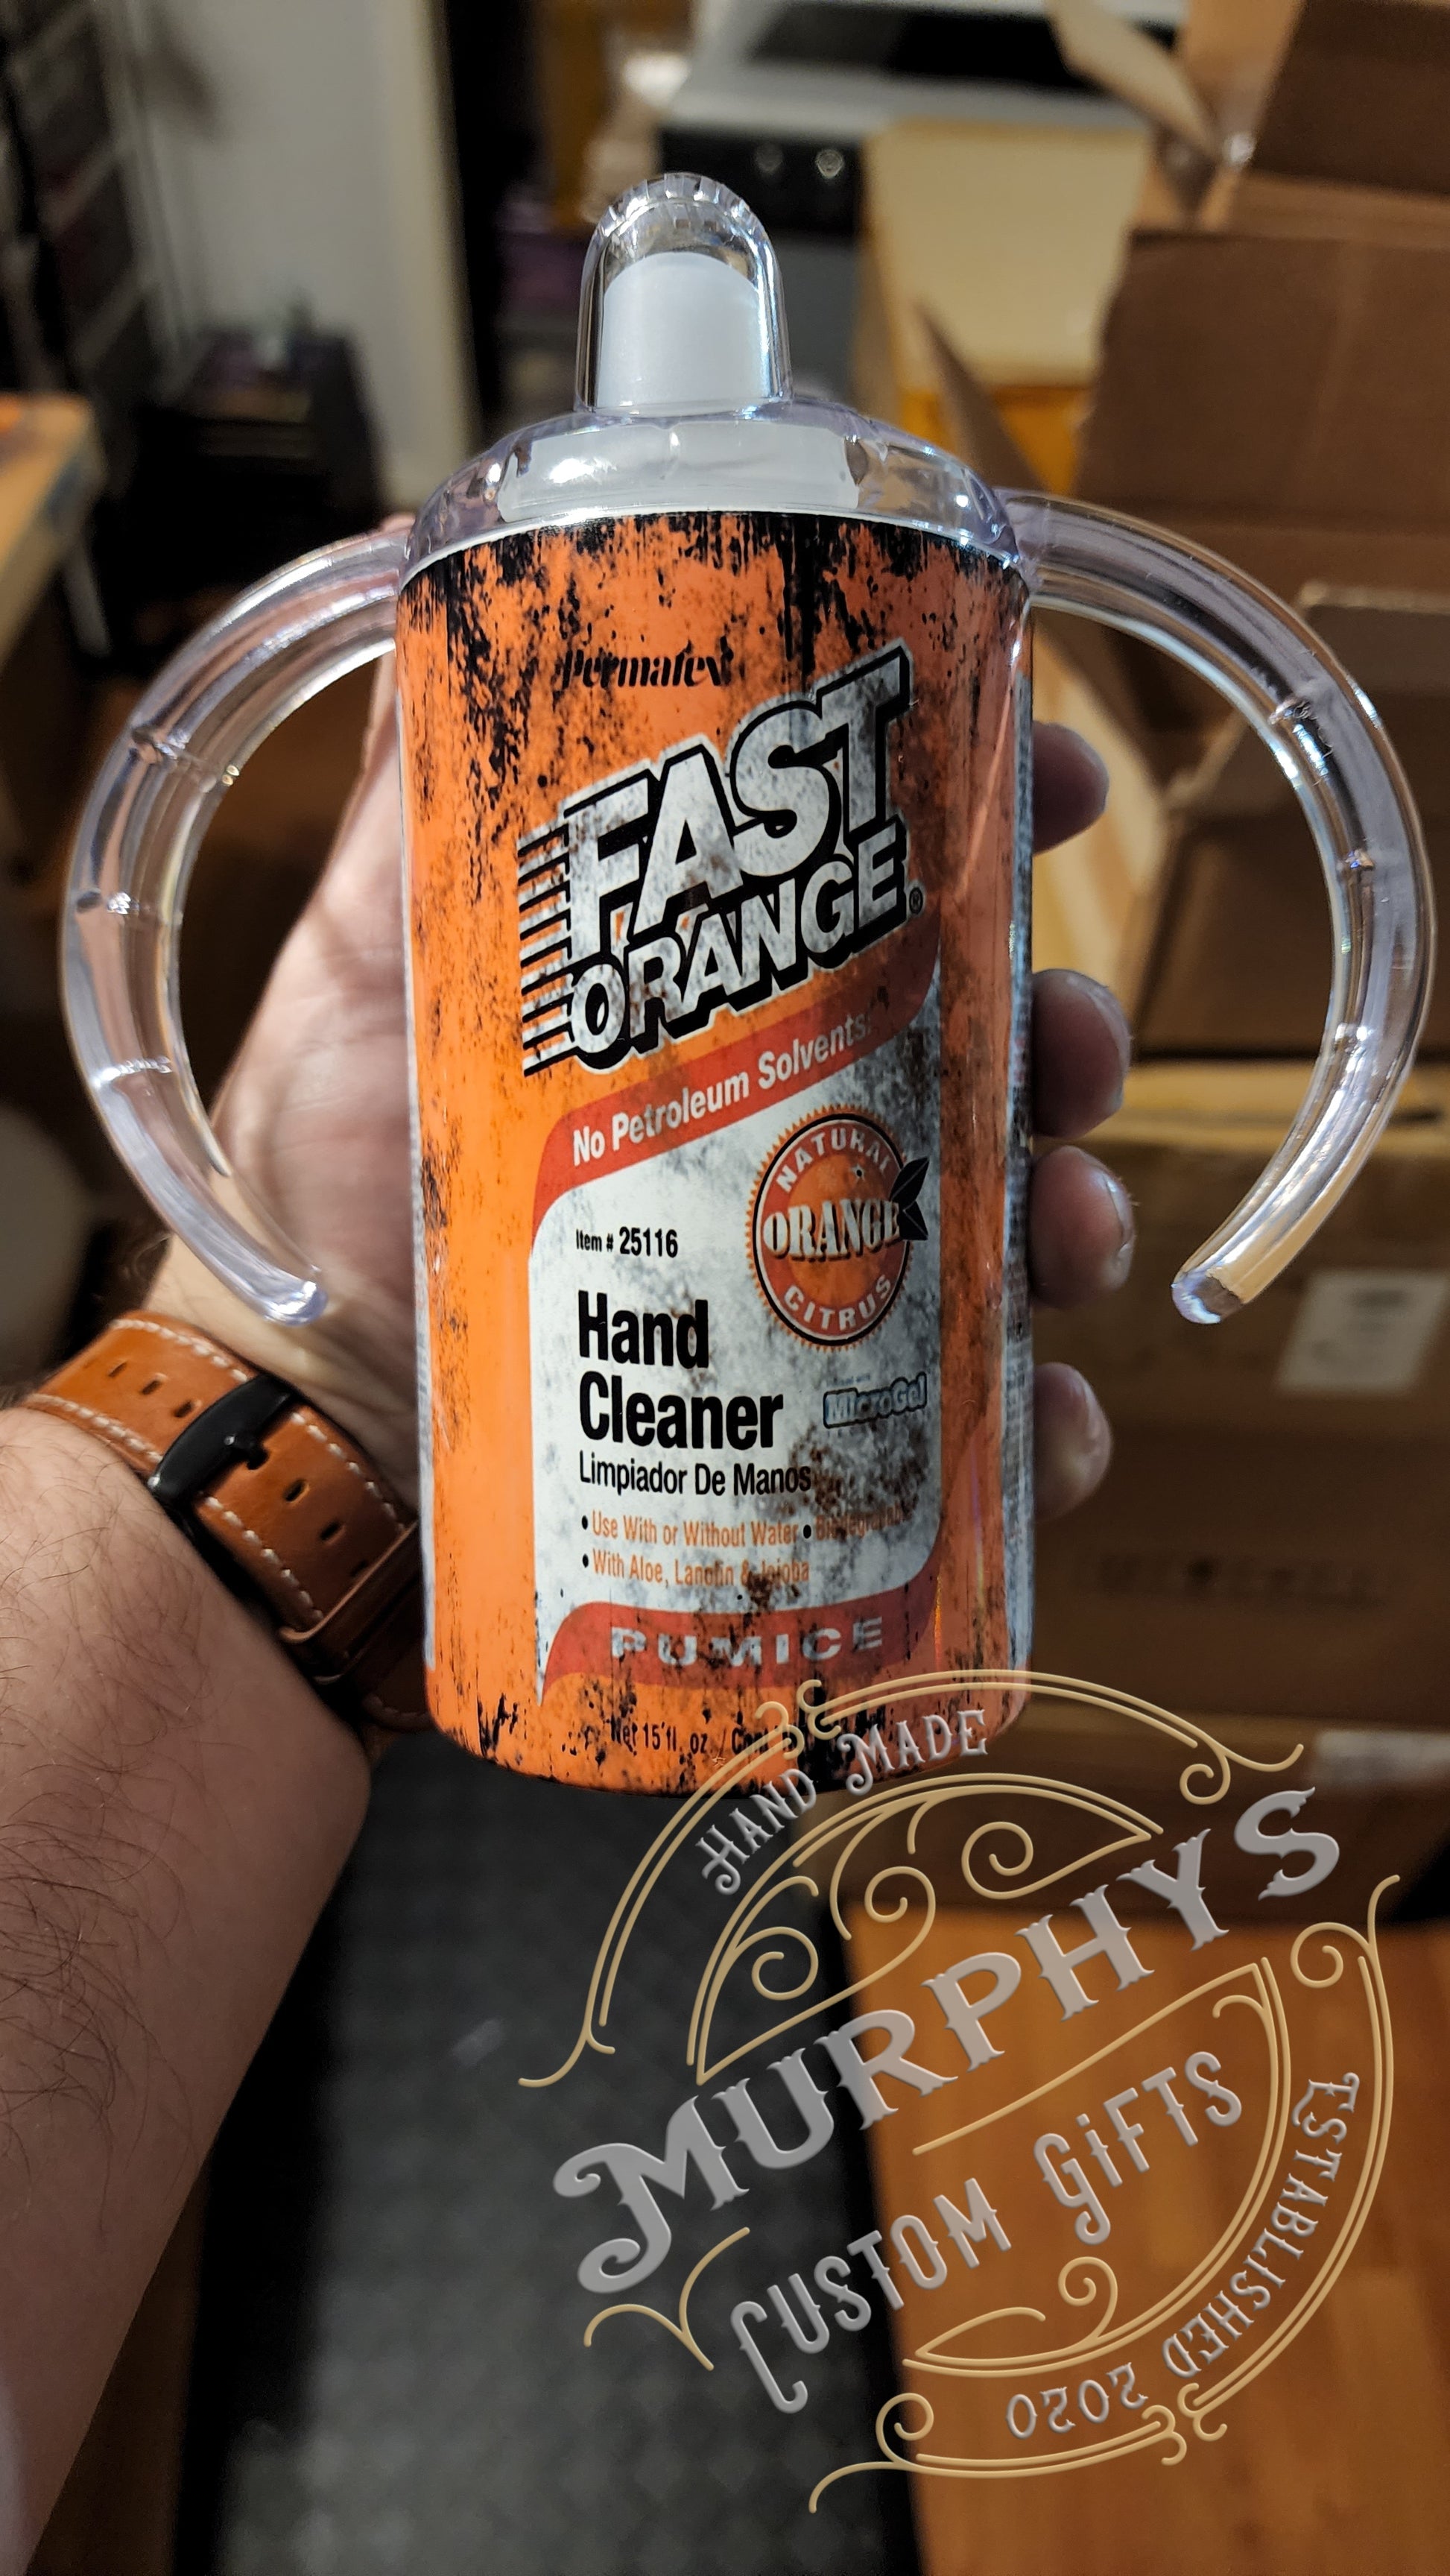 Permatex
FAST
ORANGE®
No Petroleum Solvents
NATURAL
ORANGE
CITRUS
Item # 25116
Hand
Cleaner
MicroGel
Limpiador De Manos
• Use With or Without Water • Biodegradable
• With Aloe, Lanolin & Jojoba
PUMICE
Net 15 fl. oz. /
HAND MADE
MURPHYS
CUSTOM GIFTS
ESTABLISHED 2020